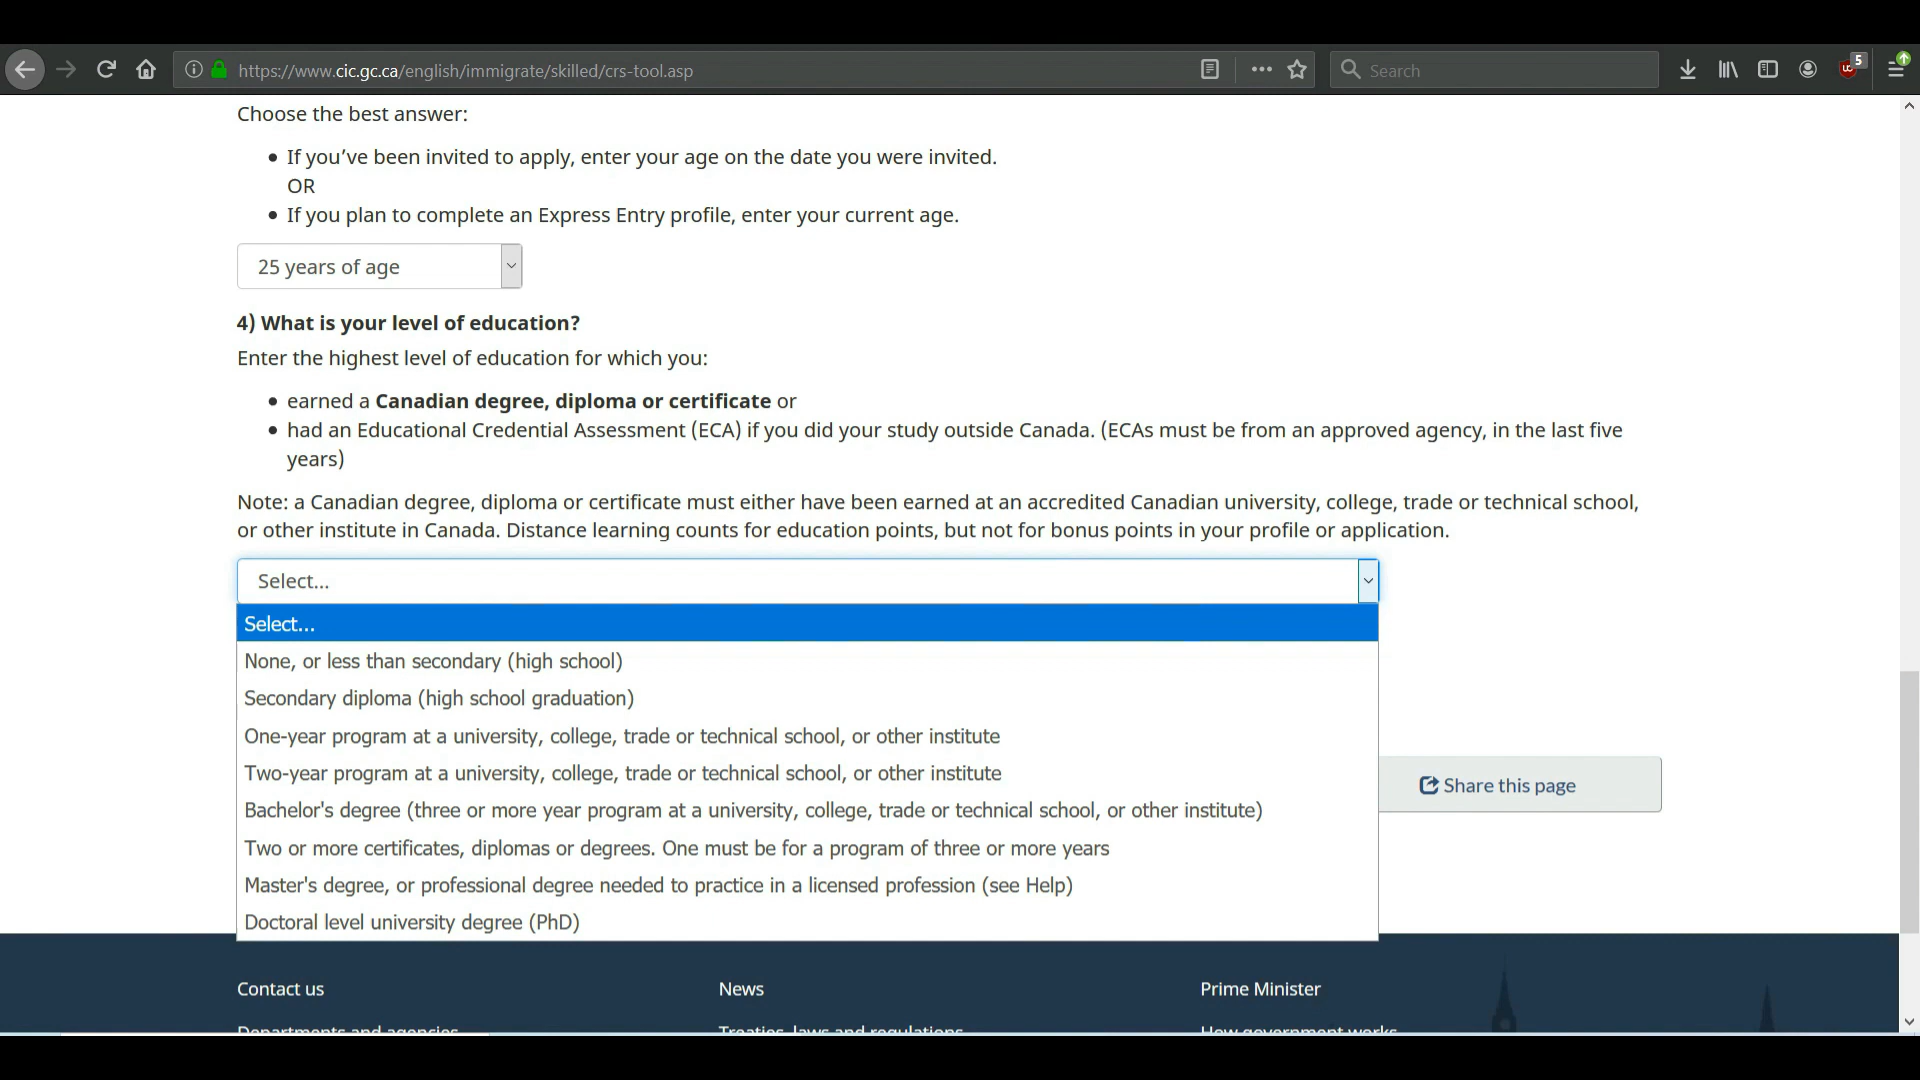 https://www.cic.gc.ca/english/immigrate/skilled/crs-tool.asp
Search
5
Choose the best answer:
If you’ve been invited to apply, enter your age on the date you were invited.
OR
If you plan to complete an Express Entry profile, enter your current age.
25 years of age
4) What is your level of education?
Enter the highest level of education for which you:
earned a Canadian degree, diploma or certificate or
had an Educational Credential Assessment (ECA) if you did your study outside Canada. (ECAs must be from an approved agency, in the last five
years)
Note: a Canadian degree, diploma or certificate must either have been earned at an accredited Canadian university, college, trade or technical school,
or other institute in Canada. Distance learning counts for education points, but not for bonus points in your profile or application.
Select...
Select...
None, or less than secondary (high school)
Secondary diploma (high school graduation)
One-year program at a university, college, trade or technical school, or other institute
Two-year program at a university, college, trade or technical school, or other institute
Bachelor's degree (three or more year program at a university, college, trade or technical school, or other institute)
Two or more certificates, diplomas or degrees. One must be for a program of three or more years
Master's degree, or professional degree needed to practice in a licensed profession (see Help)
Doctoral level university degree (PhD)
Share this page
Contact us
News
Prime Minister
Departments and agencies
Treaties, laws and regulations
How government works